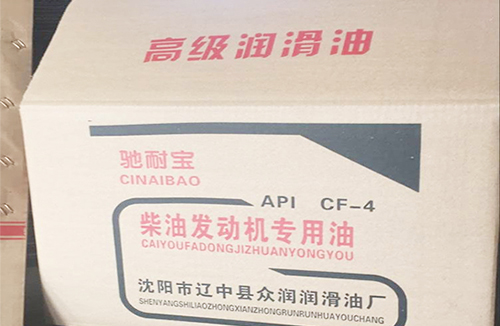 高级润滑油
驰耐宝
CINAIBAO
API CF-4
柴油发动机专用油
CAIYOUFADONGJIZHUANYONGYOU
沈阳市辽中县众润润滑油厂
SHENYANGSHILIAOZHONGXIANZHONGRUNRUNHUAYOUCHANG